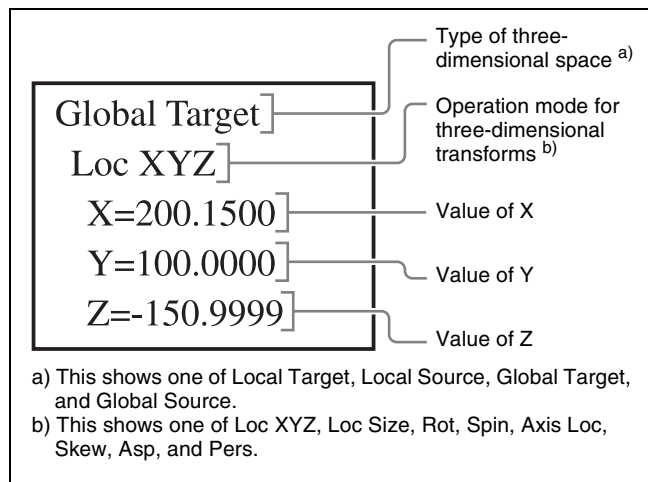 Global Target
Loc XYZ
X=200.1500
Y=100.0000
Z=-150.9999
Type of three-
dimensional space a)
Operation mode for
three-dimensional
transforms b)
Value of X
Value of Y
Value of Z
a) This shows one of Local Target, Local Source, Global Target,
and Global Source.
b) This shows one of Loc XYZ, Loc Size, Rot, Spin, Axis Loc,
Skew, Asp, and Pers.